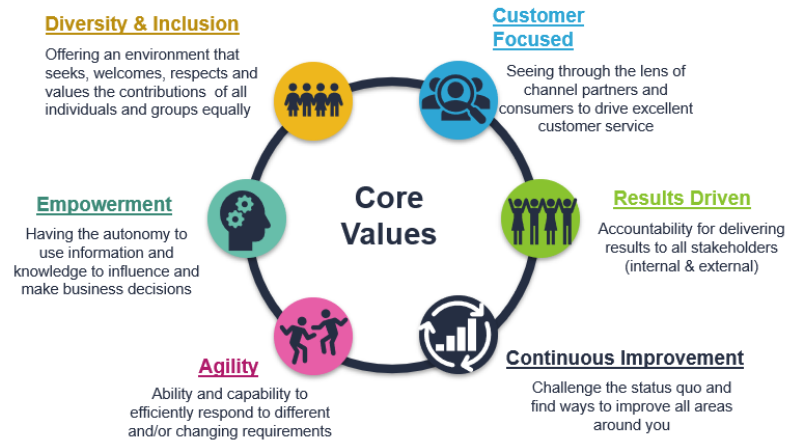 Diversity & Inclusion
Offering an environment that
seeks, welcomes, respects and
values the contributions of all
individuals and groups equally
Customer
Focused
Seeing through the lens of
channel partners and
consumers to drive excellent
customer service
Core
Values
Empowerment
Having the autonomy to
use information and
knowledge to influence and
make business decisions
Results Driven
Accountability for delivering
results to all stakeholders
(internal & external)
Agility
Ability and capability to
efficiently respond to different
and/or changing requirements
Continuous Improvement
Challenge the status quo and
find ways to improve all areas
around you